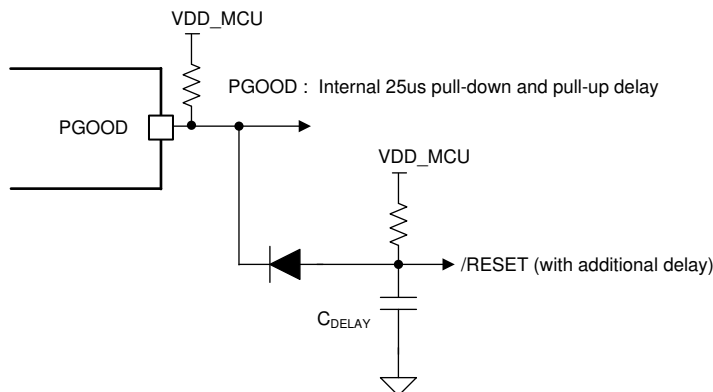 VDD_MCU
PGOOD : Internal 25us pull-down and pull-up delay
PGOOD
VDD_MCU
/RESET (with additional delay)
CDELAY